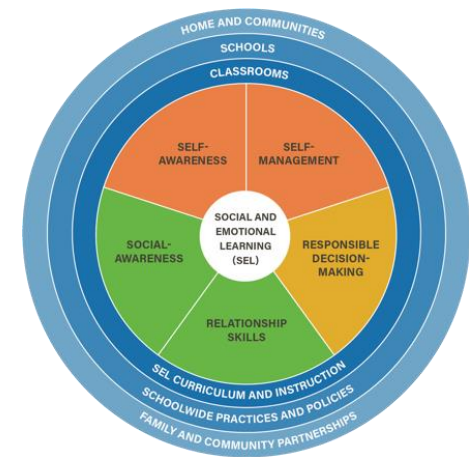 HOME AND COMMUNITIES
SCHOOLS
CLASSROOMS
SELF-
AWARENESS
SELF-
MANAGEMENT
SOCIAL AND
EMOTIONAL
LEARNING
(SEL)
SOCIAL-
AWARENESS
RESPONSIBLE
DECISION-
MAKING
RELATIONSHIP
SKILLS
SEL CURRICULUM AND INSTRUCTION
SCHOOLWIDE PRACTICES AND POLICIES
FAMILY AND COMMUNITY PARTNERSHIPS